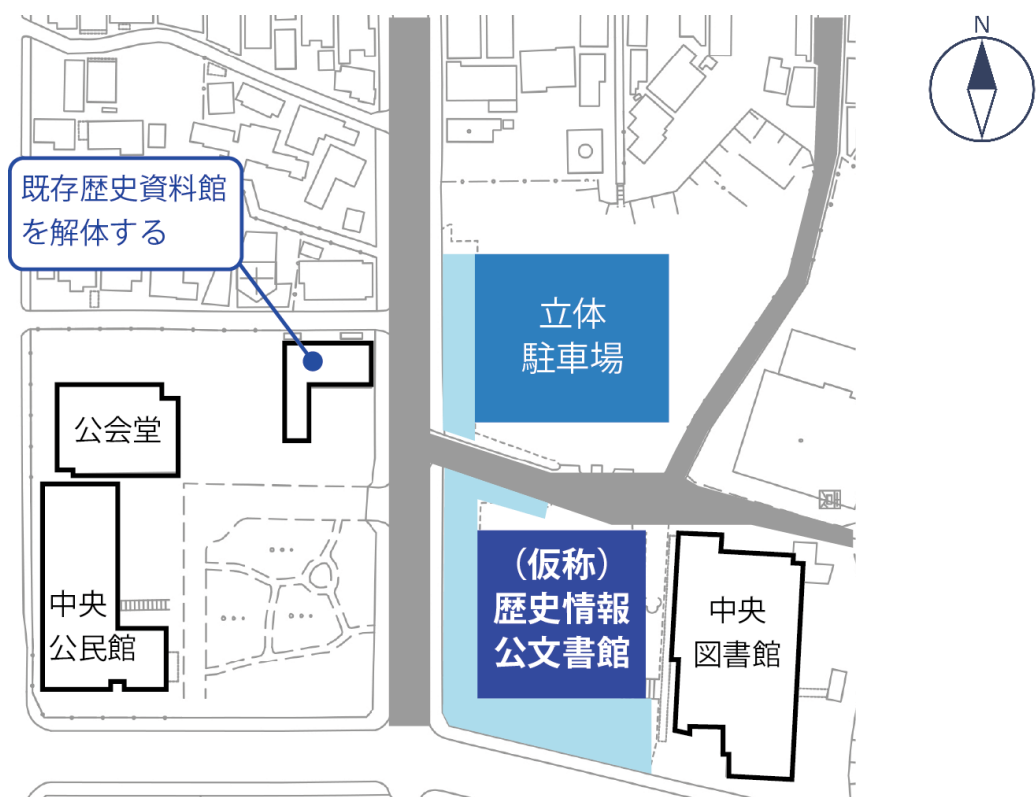 N
既存歴史資料館
を解体する
立体
駐車場
公会堂
(仮称)
歴史情報
公文書館
中央
公民館
中央
図書館